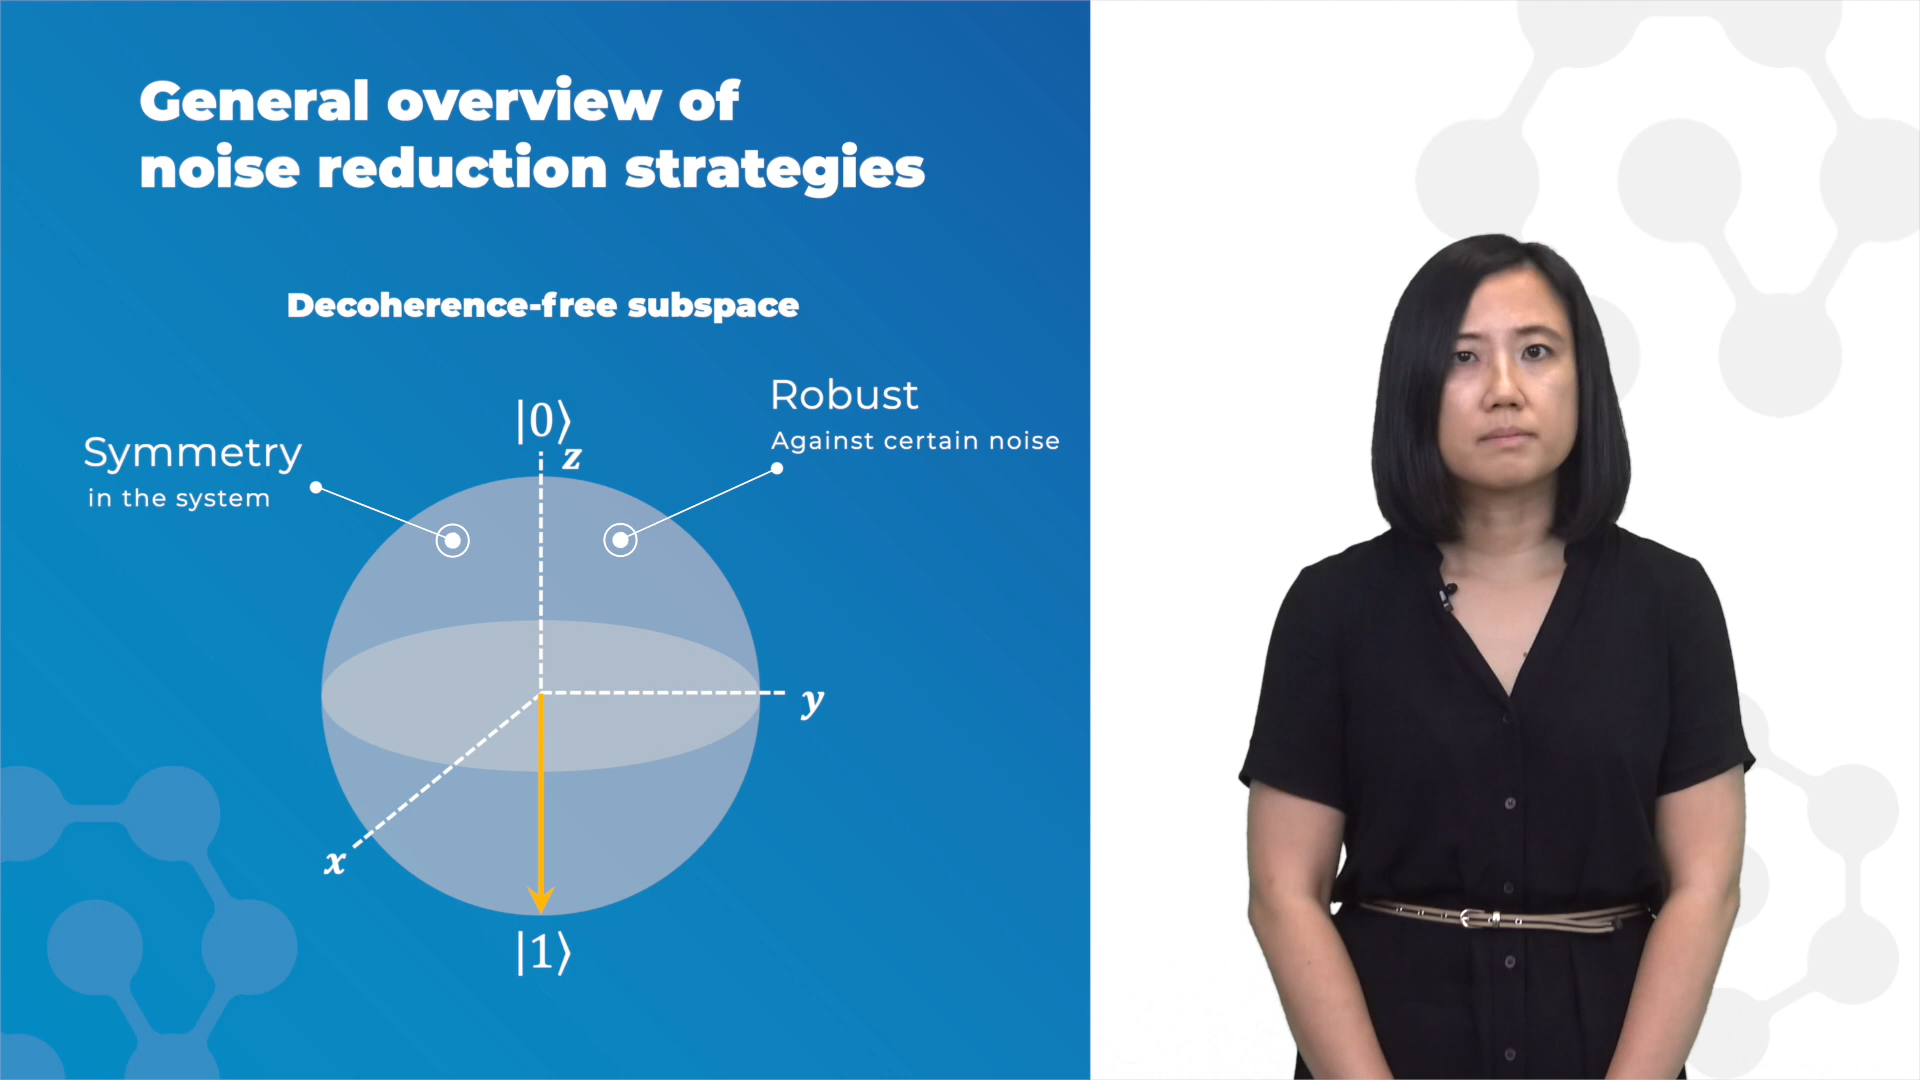 General overview of
noise reduction strategies
Decoherence-free subspace
Symmetry
in the system
Robust
Against certain noise
|0⟩
z
y
x
|1⟩